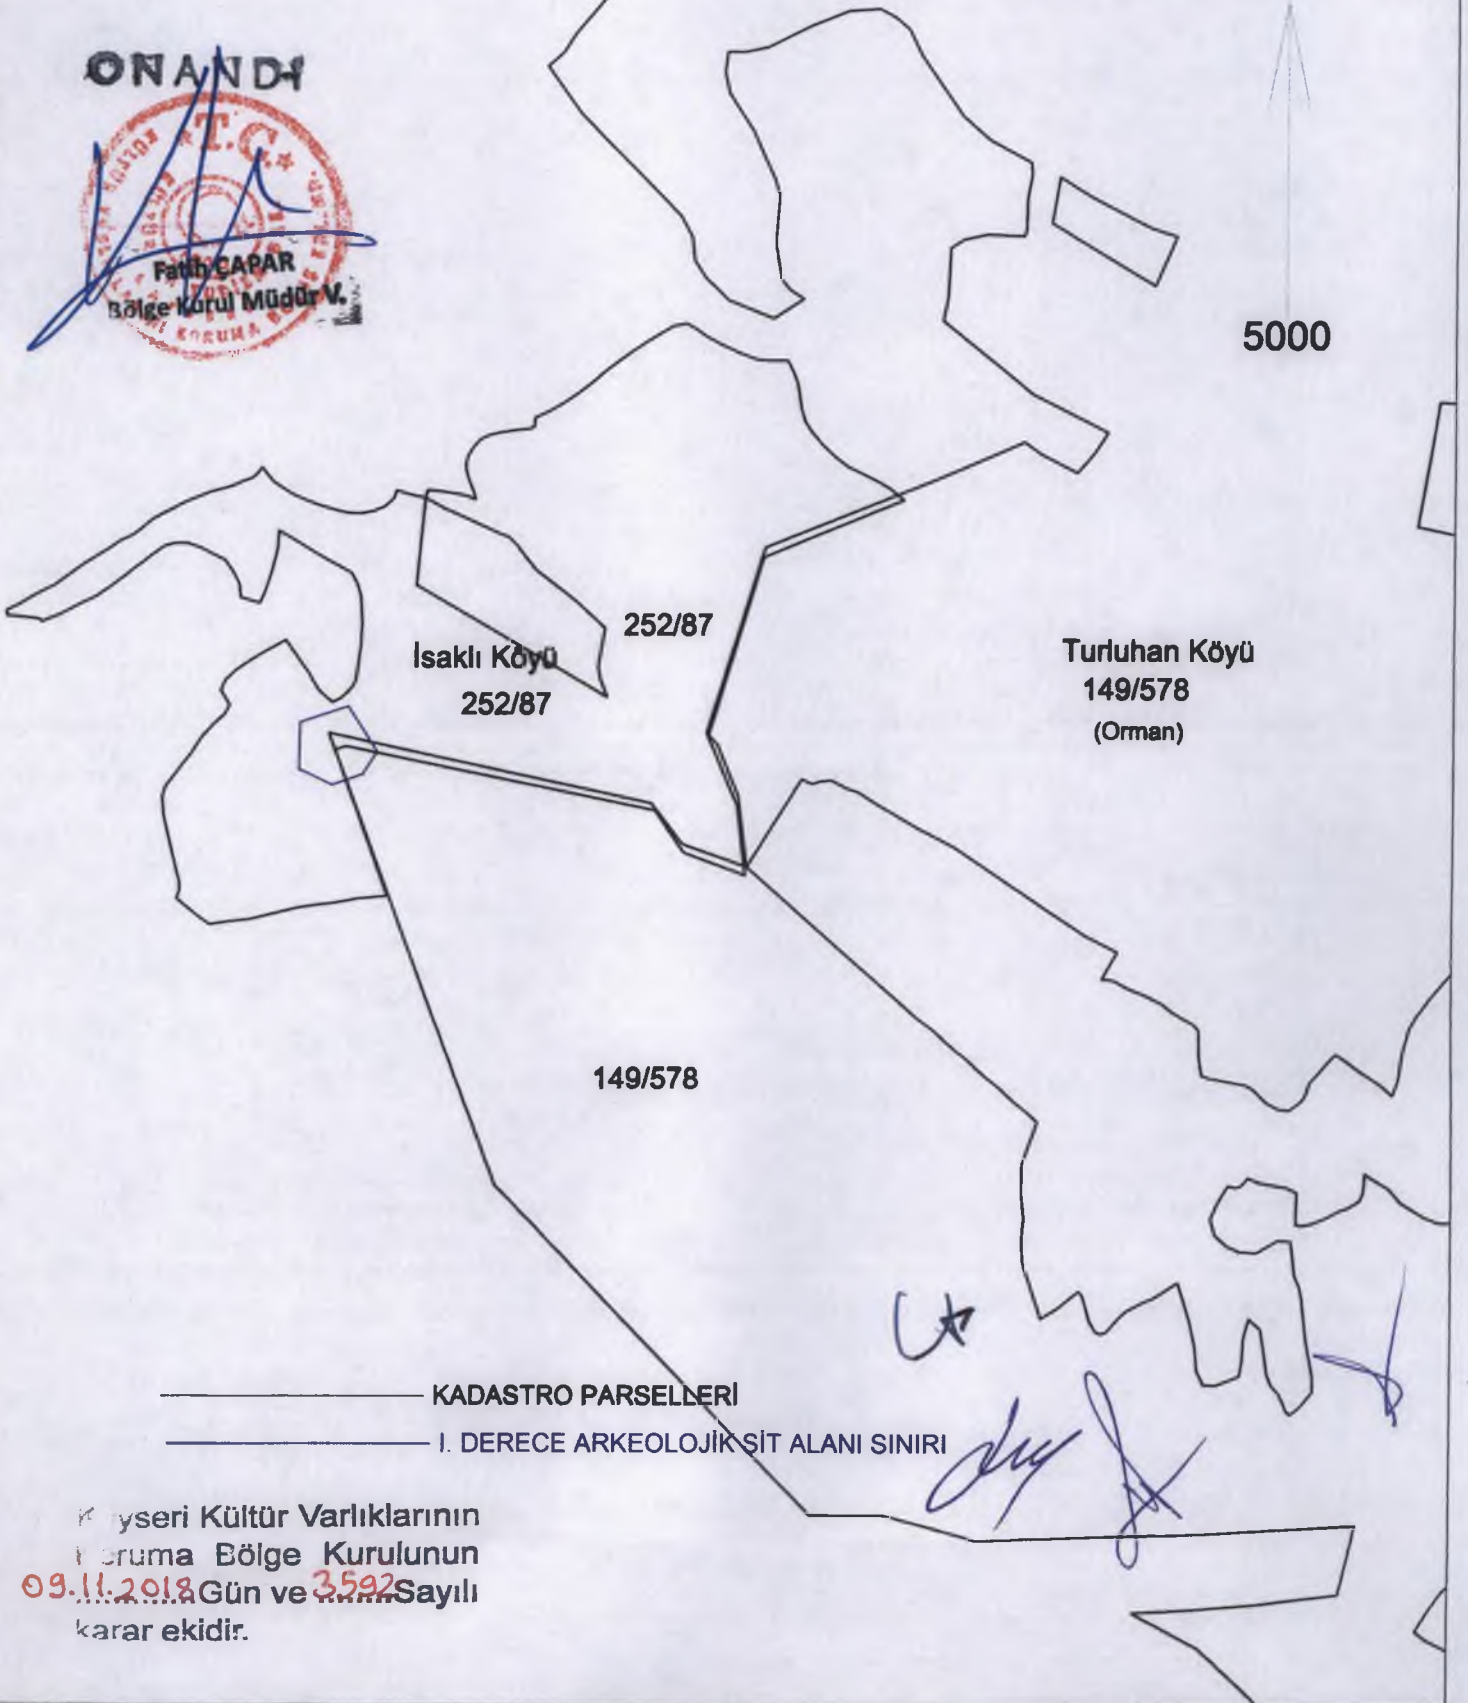 ONANDI
T.C.
Fatih ÇAPAR
Bölge Kurul Müdür V.
5000
252/87
İsaklı Köyü
252/87
Turluhan Köyü
149/578
(Orman)
149/578
KADASTRO PARSELLERİ
I. DERECE ARKEOLOJİK SİT ALANI SINIRI
yseri Kültür Varlıklarının
oruma Bölge Kurulunun
09.11.2018 Gün ve 3592 Sayılı
karar ekidir.